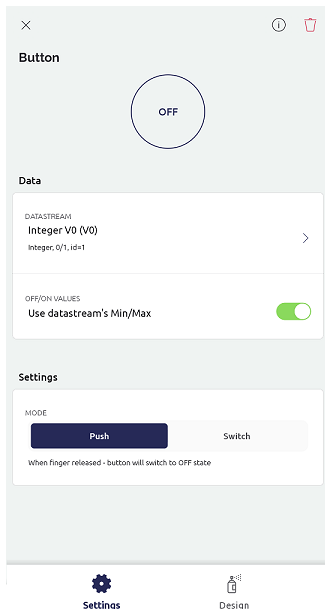 Button
OFF
Data
DATASTREAM
Integer V0 (V0)
Integer, 0/1, id=1
OFF/ON VALUES
Use datastream's Min/Max
Settings
MODE
Push Switch
When finger released - button will switch to OFF state
Settings Design